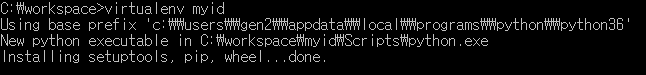 C:₩workspace>virtualenv myid
Using base prefix 'c:₩₩users₩₩gen2₩₩appdata₩₩local₩₩programs₩₩python₩₩python36'
New python executable in C:₩workspace₩myid₩Scripts₩python.exe
Installing setuptools, pip, wheel...done.